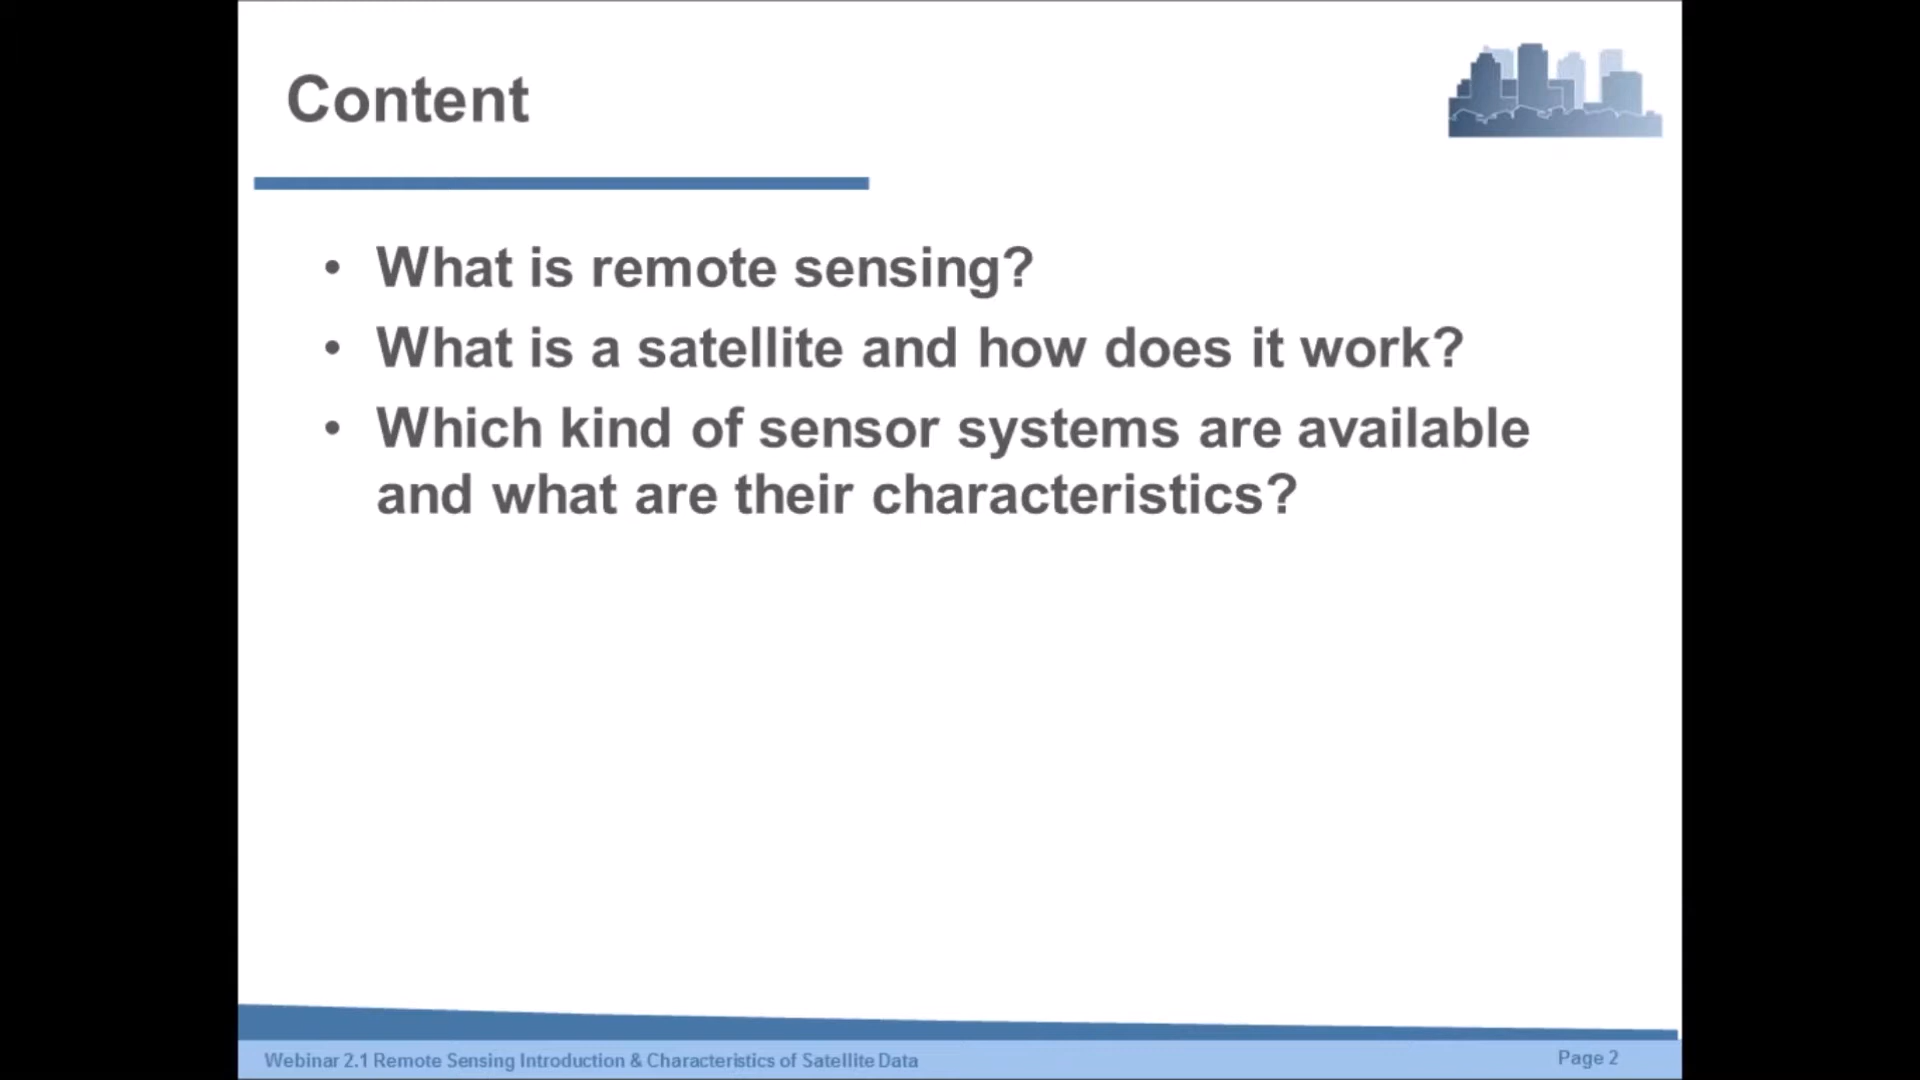 Content
• What is remote sensing?
• What is a satellite and how does it work?
• Which kind of sensor systems are available
and what are their characteristics?
Webinar 2.1 Remote Sensing Introduction & Characteristics of Satellite Data
Page 2